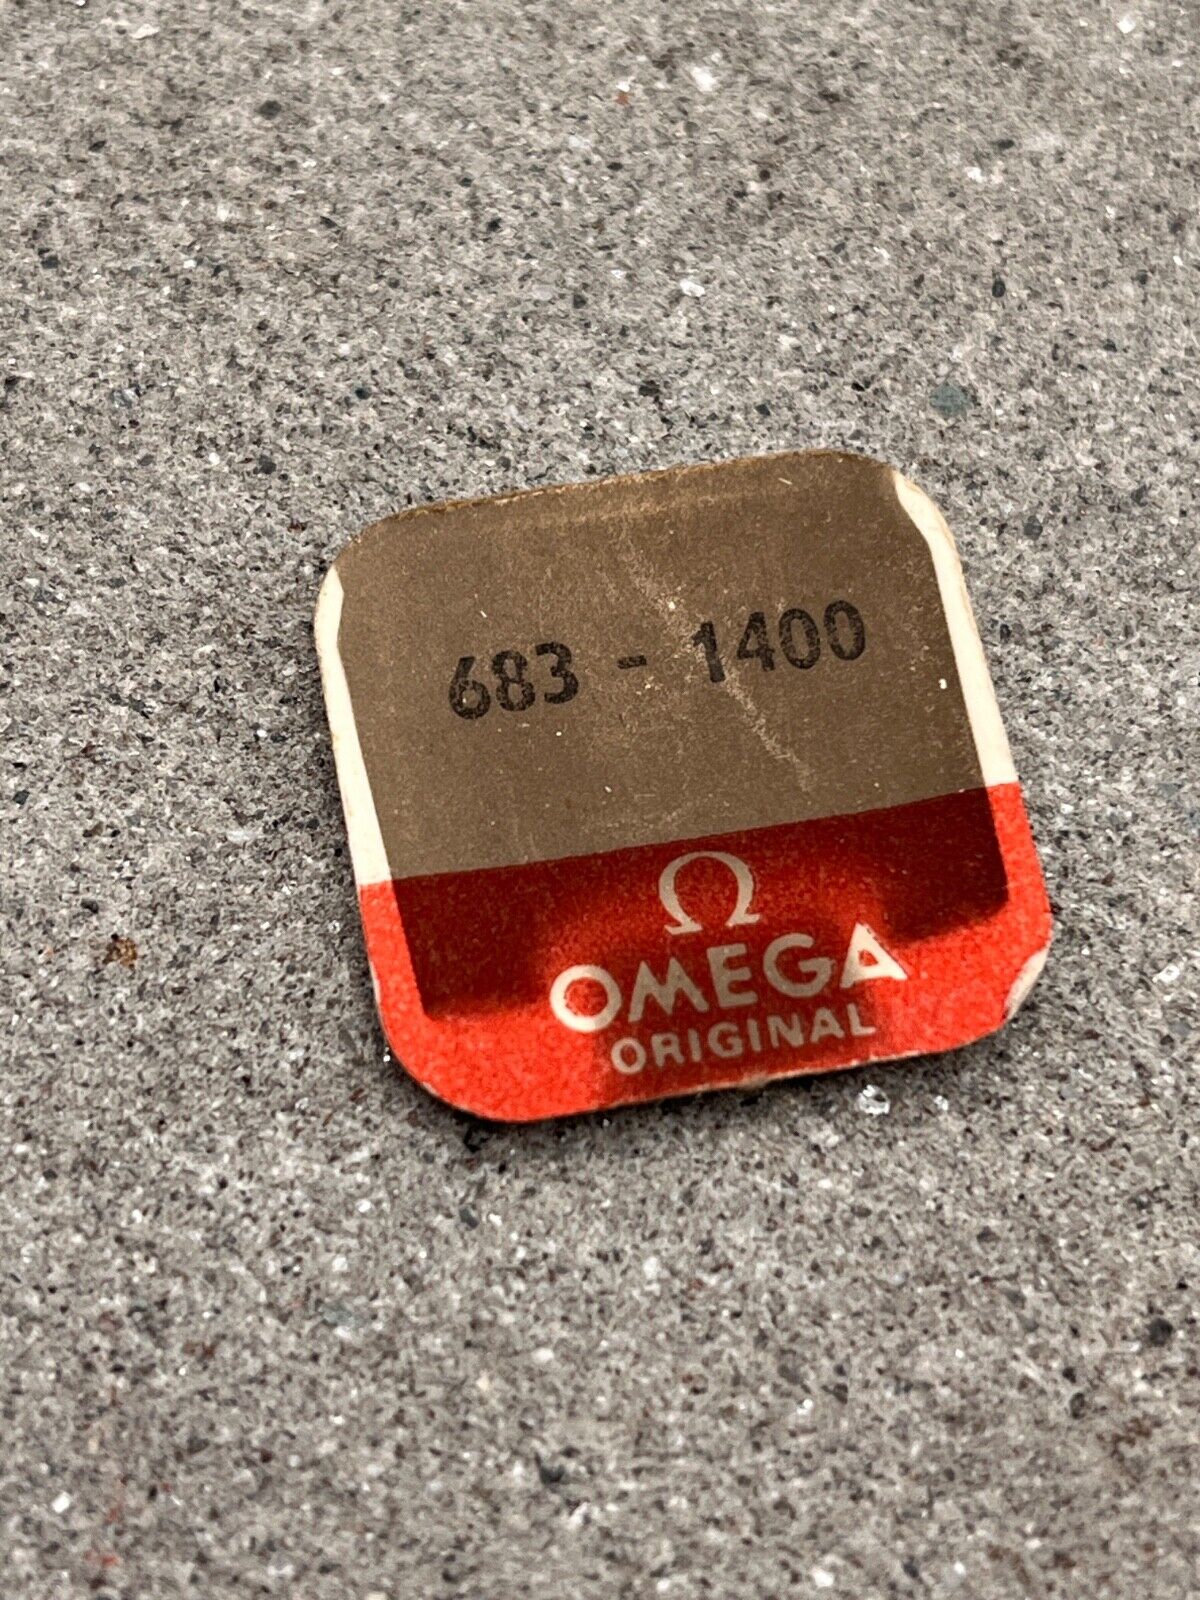 683 - 1400
Ω
OMEGA
ORIGINAL